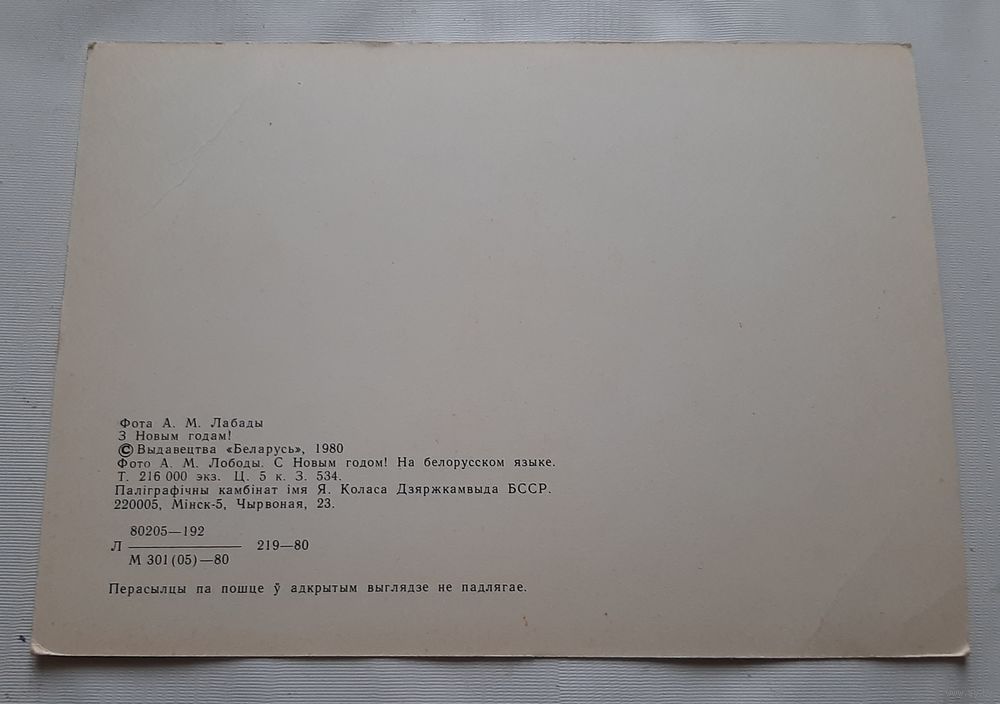 Фота А. М. Лабады
З Новым годам!
© Выдавецтва «Беларусь», 1980
Фото А. М. Лободы. С Новым годом! На белорусском языке.
Т. 216 000 экз. Ц. 5 к. З. 534.
Паліграфічны камбінат імя Я. Коласа Дзяржкамвыда БССР.
220005, Мінск-5, Чырвоная, 23.
80205—192
Л 219—80
М 301(05)—80
Перасылцы па пошце ў адкрытым выглядзе не падлягае.